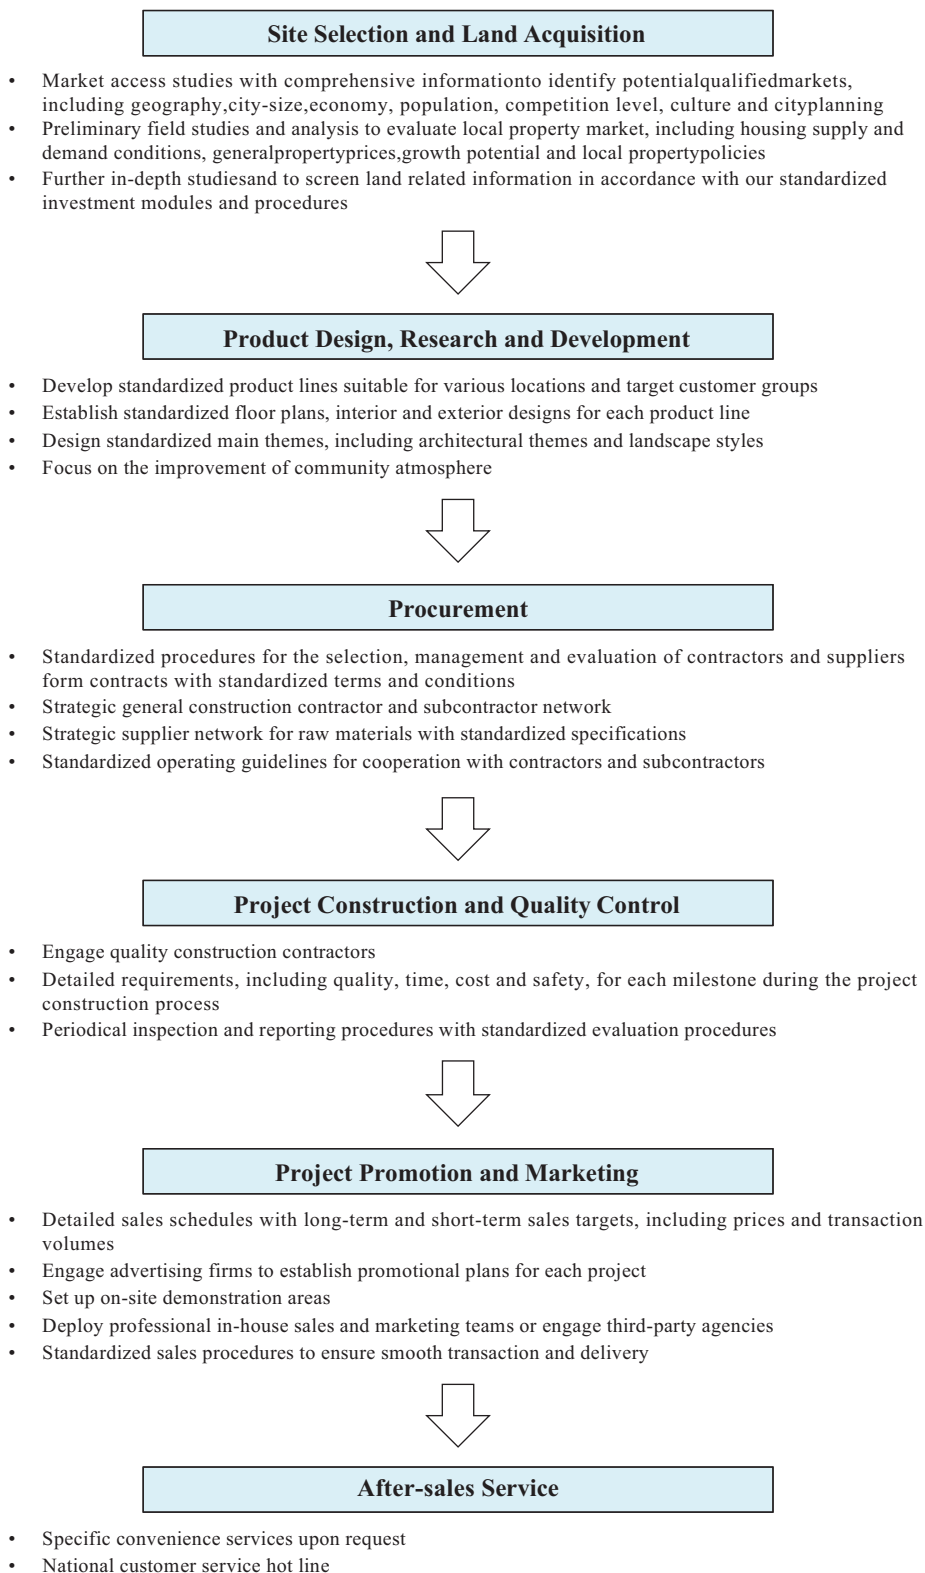 Site Selection and Land Acquisition
• Market access studies with comprehensive informationto identify potentialqualifiedmarkets,
including geography,city-size,economy, population, competition level, culture and cityplanning
• Preliminary field studies and analysis to evaluate local property market, including housing supply and
demand conditions, generalpropertyprices,growth potential and local propertypolicies
• Further in-depth studiesand to screen land related information in accordance with our standardized
investment modules and procedures
Product Design, Research and Development
• Develop standardized product lines suitable for various locations and target customer groups
• Establish standardized floor plans, interior and exterior designs for each product line
• Design standardized main themes, including architectural themes and landscape styles
• Focus on the improvement of community atmosphere
Procurement
• Standardized procedures for the selection, management and evaluation of contractors and suppliers
form contracts with standardized terms and conditions
• Strategic general construction contractor and subcontractor network
• Strategic supplier network for raw materials with standardized specifications
• Standardized operating guidelines for cooperation with contractors and subcontractors
Project Construction and Quality Control
• Engage quality construction contractors
• Detailed requirements, including quality, time, cost and safety, for each milestone during the project
construction process
• Periodical inspection and reporting procedures with standardized evaluation procedures
Project Promotion and Marketing
• Detailed sales schedules with long-term and short-term sales targets, including prices and transaction
volumes
• Engage advertising firms to establish promotional plans for each project
• Set up on-site demonstration areas
• Deploy professional in-house sales and marketing teams or engage third-party agencies
• Standardized sales procedures to ensure smooth transaction and delivery
After-sales Service
• Specific convenience services upon request
• National customer service hot line